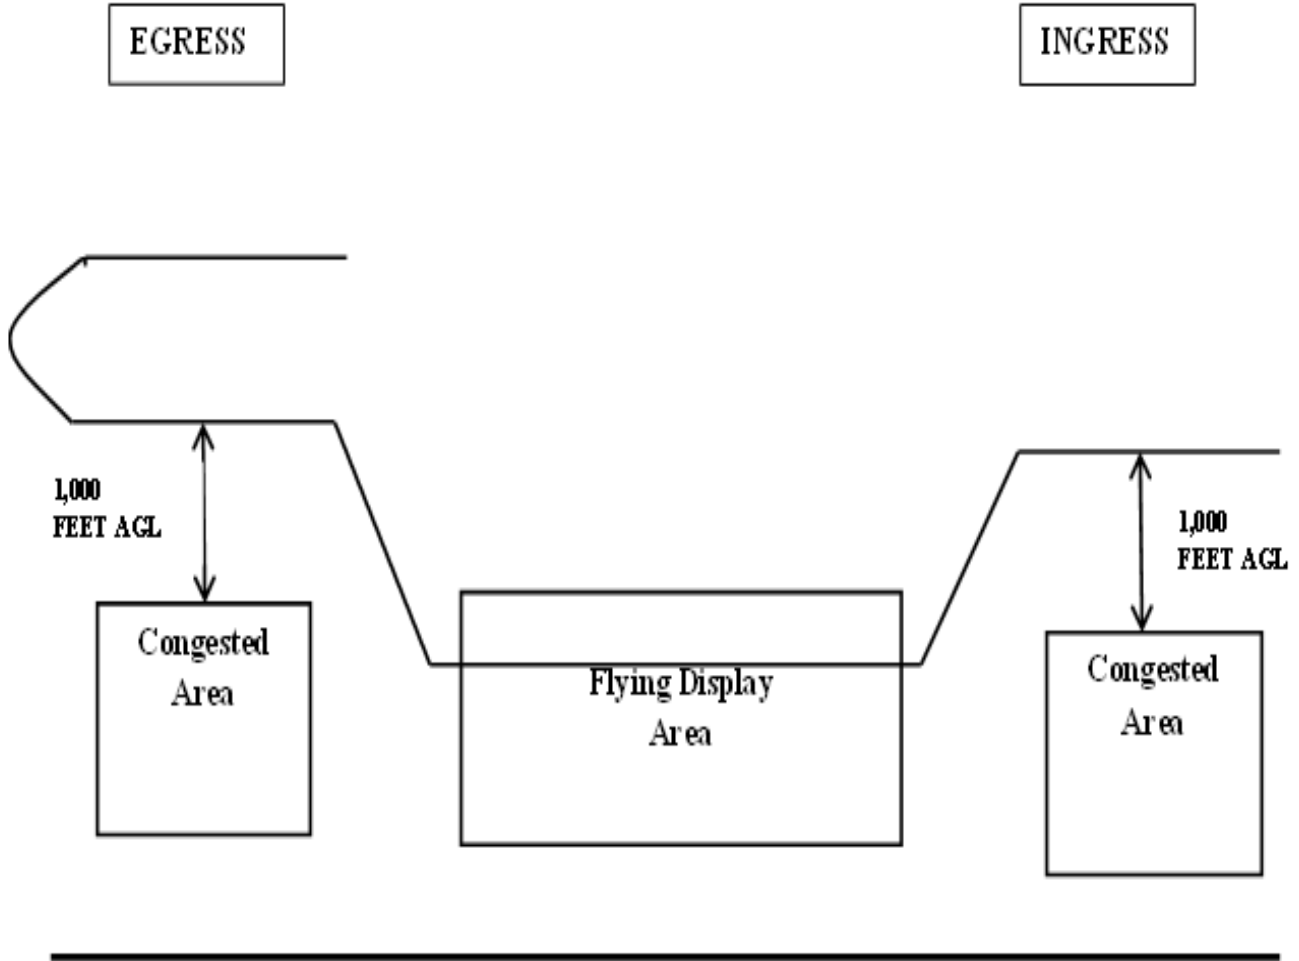 EGRESS
INGRESS
1,000
FEET AGL
1,000
FEET AGL
Congested
Area
Flying Display
Area
Congested
Area